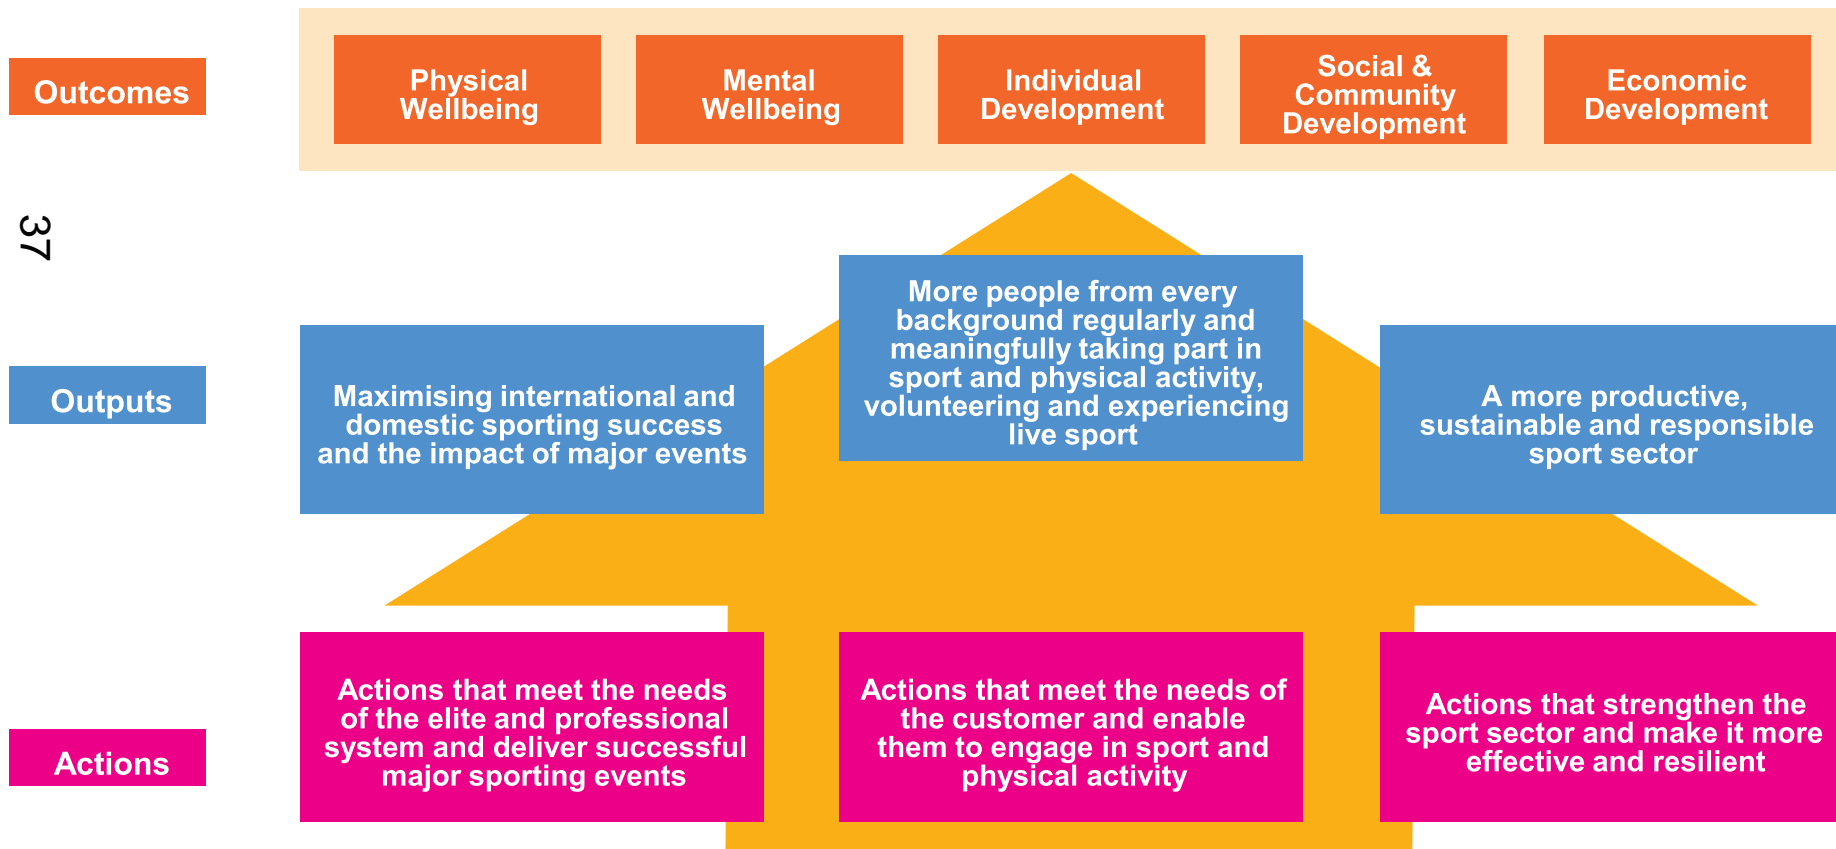 Outcomes
Physical
Wellbeing
Mental
Wellbeing
Individual
Development
Social &
Community
Development
Economic
Development
37
Outputs
Maximising international and
domestic sporting success
and the impact of major events
More people from every
background regularly and
meaningfully taking part in
sport and physical activity,
volunteering and experiencing
live sport
A more productive,
sustainable and responsible
sport sector
Actions
Actions that meet the needs
of the elite and professional
system and deliver successful
major sporting events
Actions that meet the needs of
the customer and enable
them to engage in sport and
physical activity
Actions that strengthen the
sport sector and make it more
effective and resilient